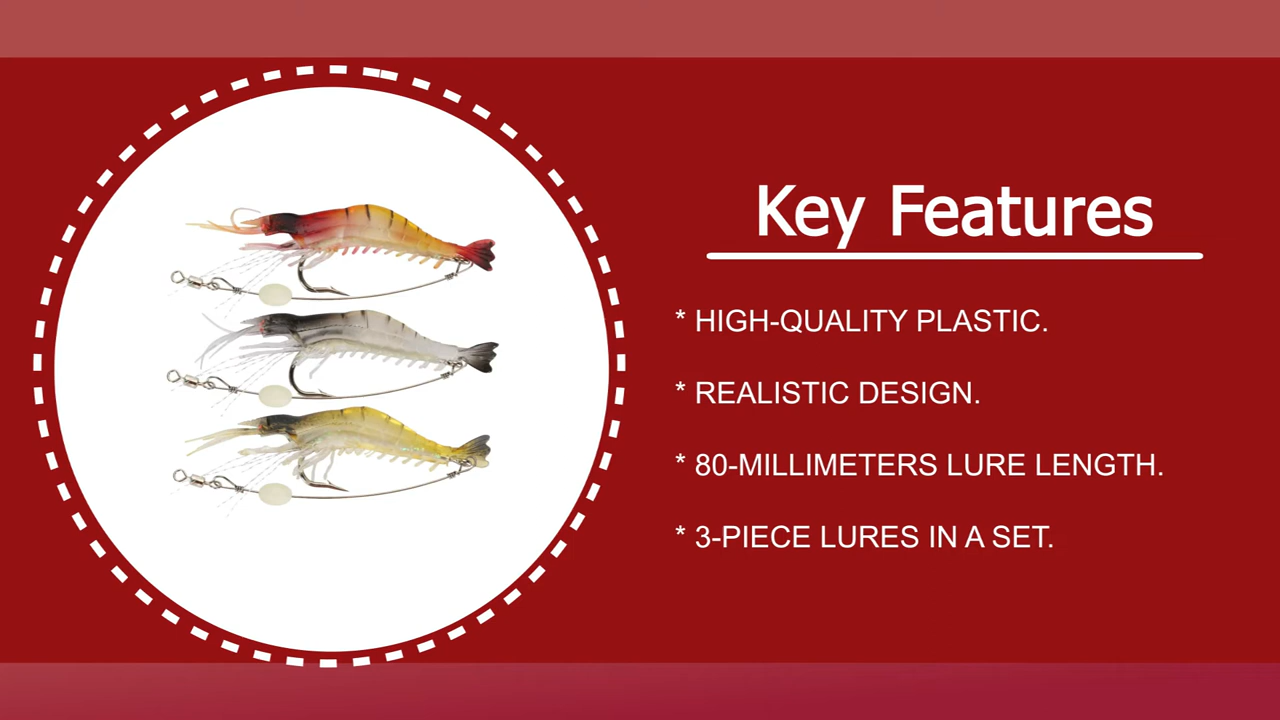 Key Features
* HIGH-QUALITY PLASTIC.
* REALISTIC DESIGN.
* 80-MILLIMETERS LURE LENGTH.
* 3-PIECE LURES IN A SET.